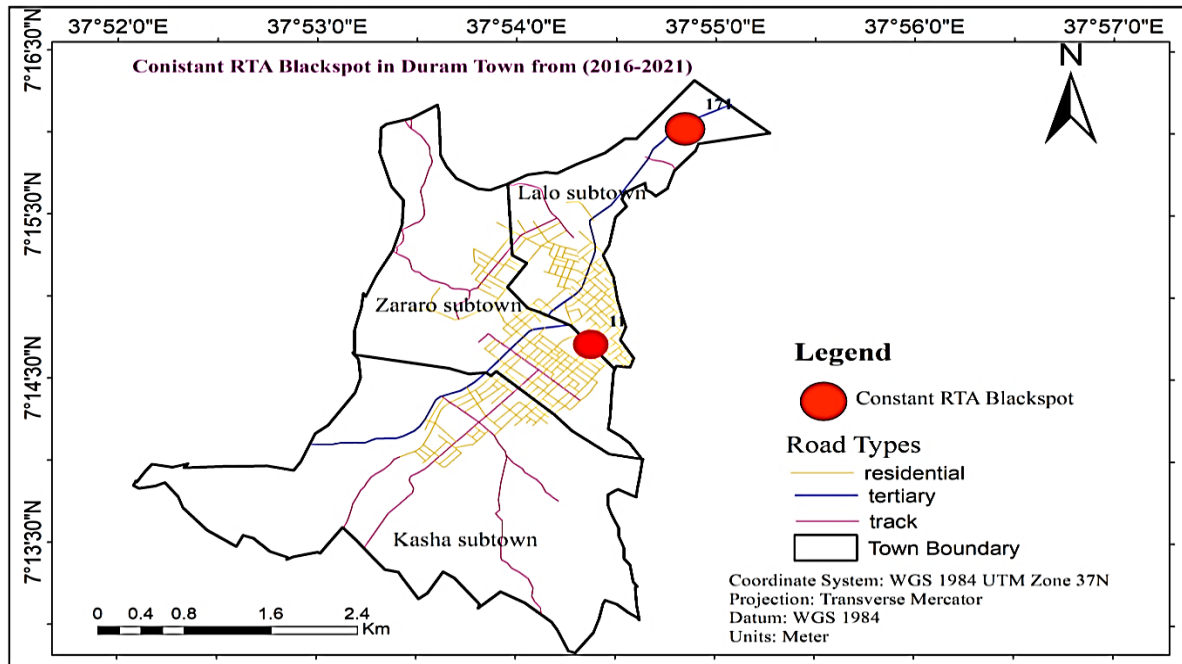 37°52'0"E 37°53'0"E 37°54'0"E 37°55'0"E 37°56'0"E 37°57'0"E
7°16'30"N
7°15'30"N
7°14'30"N
7°13'30"N
Conistant RTA Blackspot in Duram Town from (2016-2021)
N
171
Lalo subtown
Zararo subtown
11
Kasha subtown
Legend
Constant RTA Blackspot
Road Types
residential
tertiary
track
Town Boundary
Coordinate System: WGS 1984 UTM Zone 37N
Projection: Transverse Mercator
Datum: WGS 1984
Units: Meter
0 0.4 0.8 1.6 2.4
Km